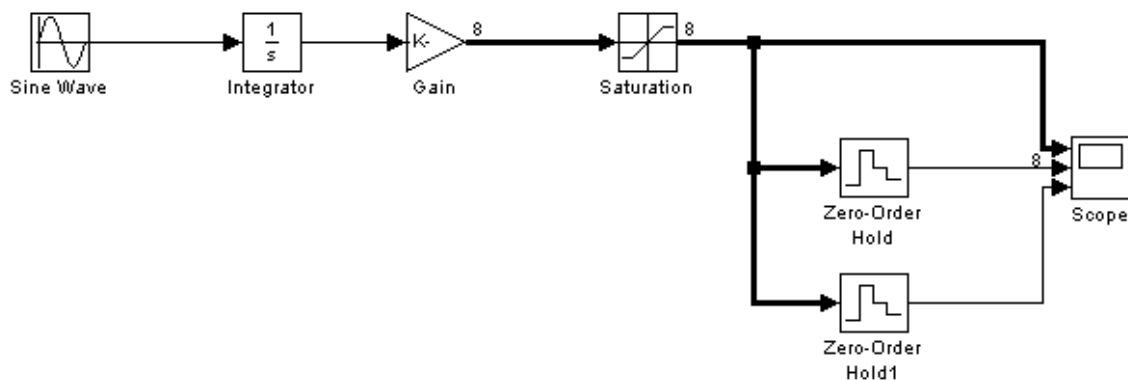 8
8
1
s
K-
Sine Wave
Integrator
Gain
Saturation
8
Zero-Order
Hold
Scope
Zero-Order
Hold1